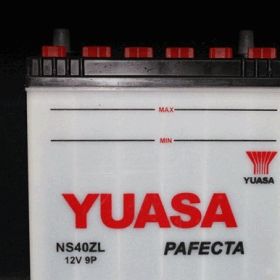 MAX
MIN
YUASA
YUASA
NS40ZL
12V 9P
PAFECTA